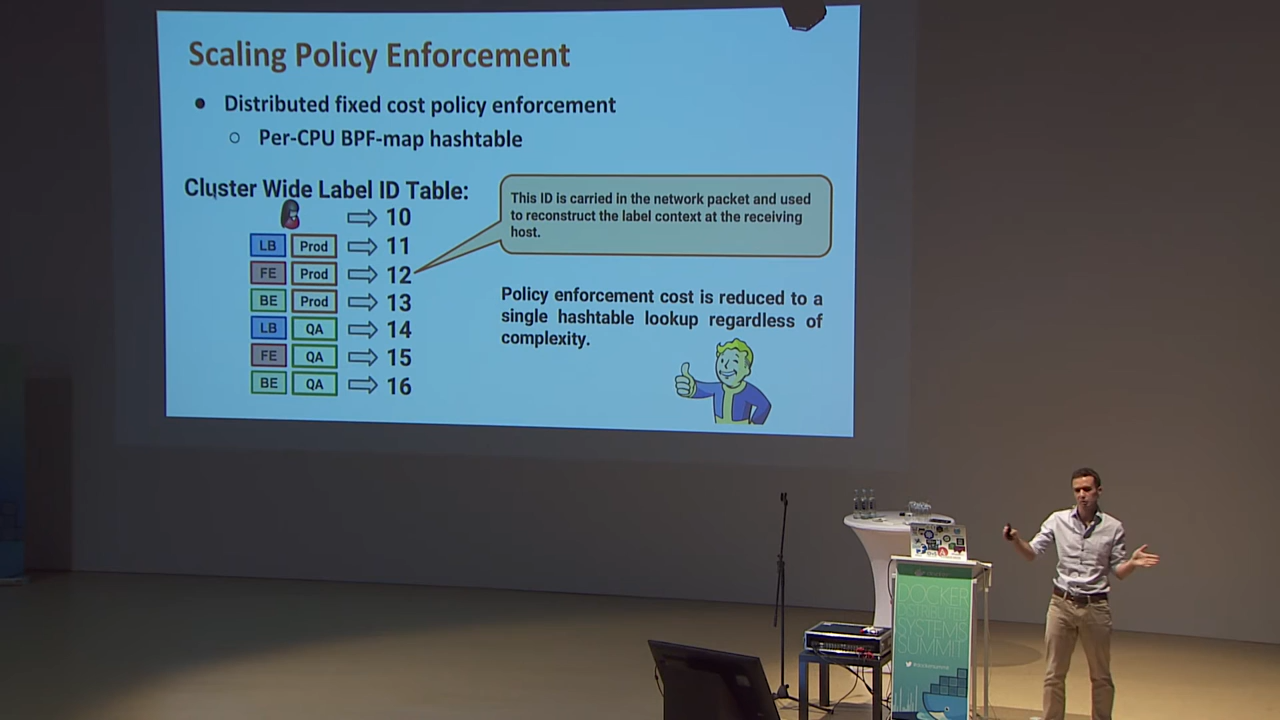 Scaling Policy Enforcement
● Distributed fixed cost policy enforcement
○ Per-CPU BPF-map hashtable
Cluster Wide Label ID Table:
10
LB Prod 11
FE Prod 12
BE Prod 13
LB QA 14
FE QA 15
BE QA 16
This ID is carried in the network packet and used
to reconstruct the label context at the receiving
host.
Policy enforcement cost is reduced to a
single hashtable lookup regardless of
complexity.
DOCKER
DISTRIBUTED
SYSTEMS
SUMMIT